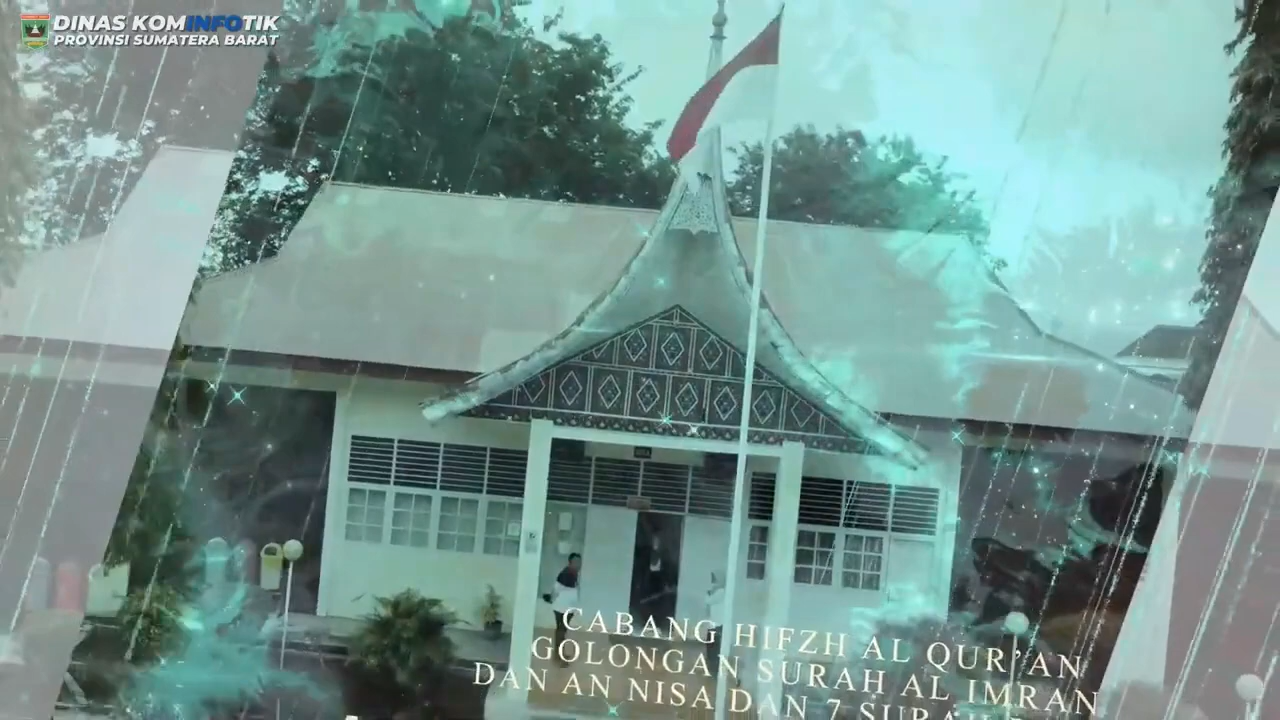 DINAS KOMINFOTIK
PROVINSI SUMATERA BARAT
CABANG HIFZH AL QUR'AN
GOLONGAN SURAH AL IMRAN
DAN AN NISA DAN 7 SURAH